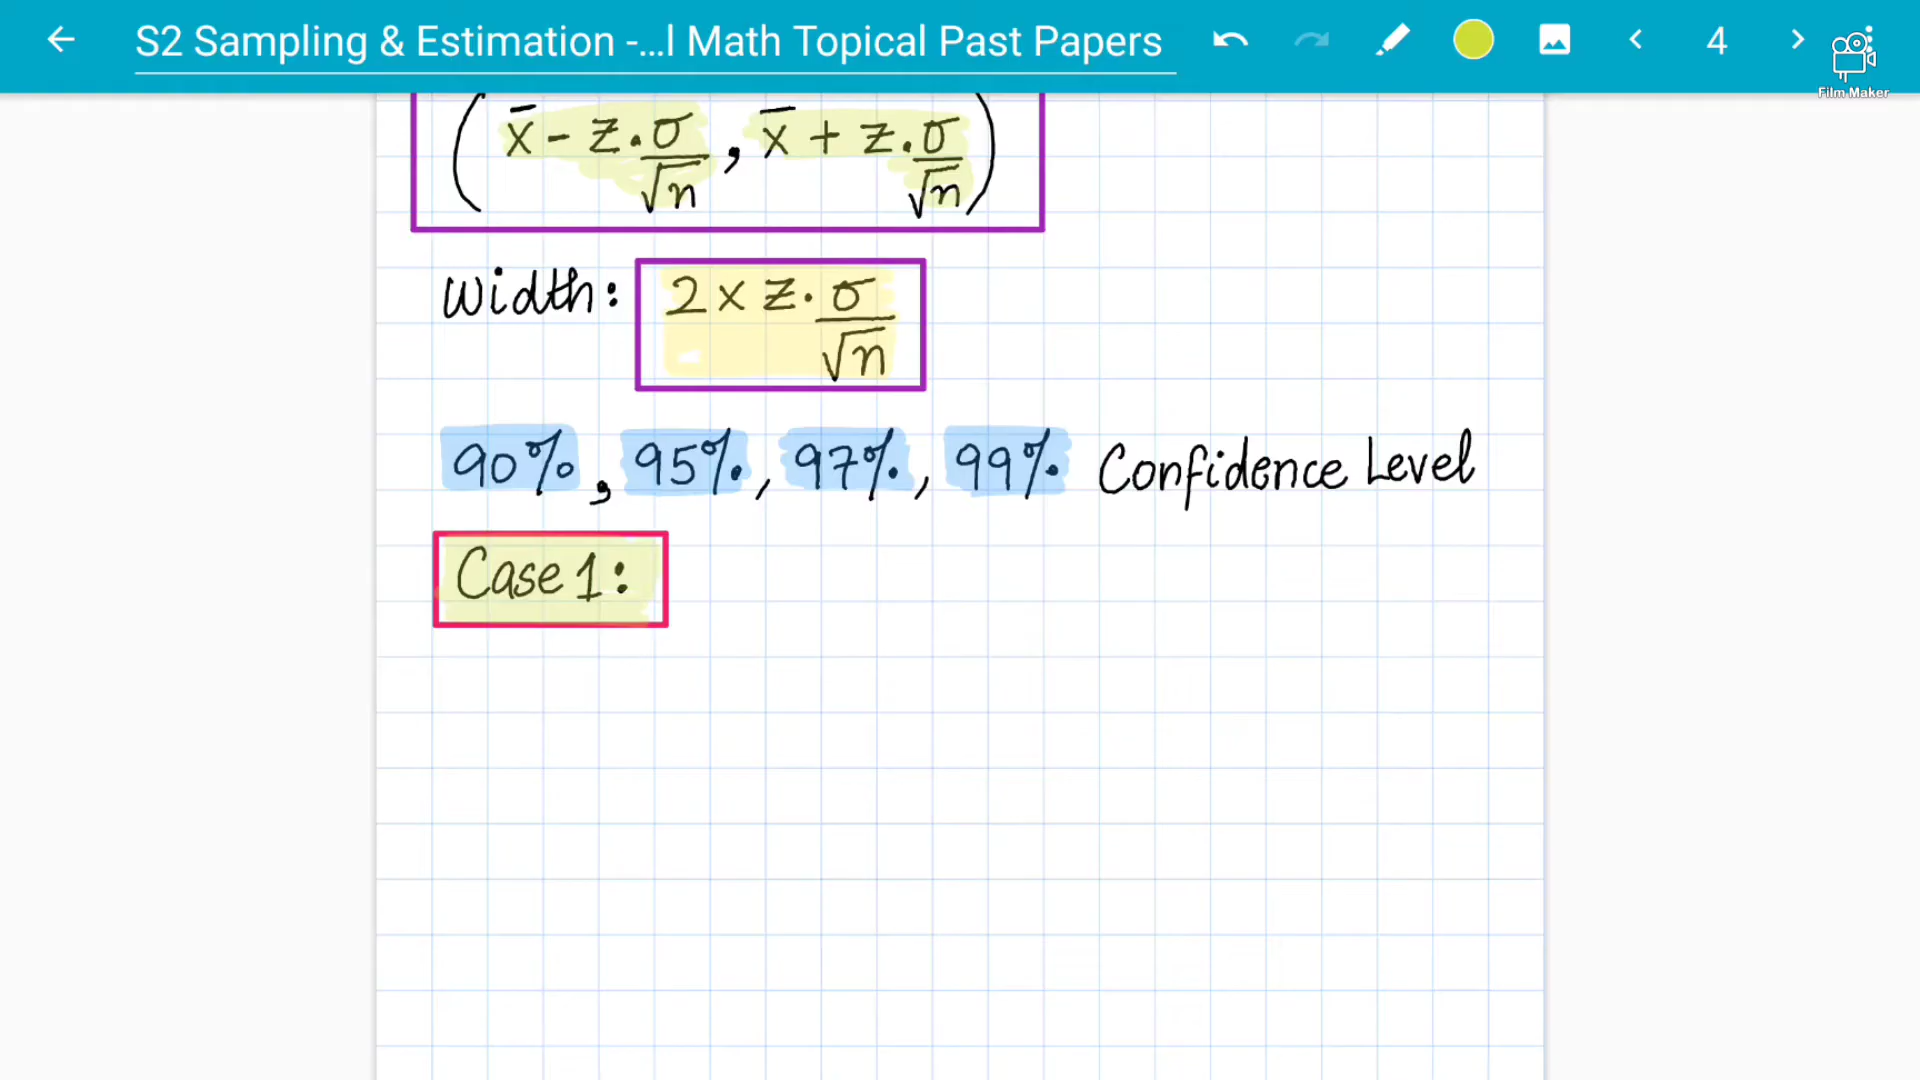 S2 Sampling & Estimation -...l Math Topical Past Papers
4
Film Maker
(x̄ - z.σ/√n, x̄ + z.σ/√n)
Width: 2 x z.σ/√n
90%, 95%, 97%, 99% Confidence Level
Case 1: